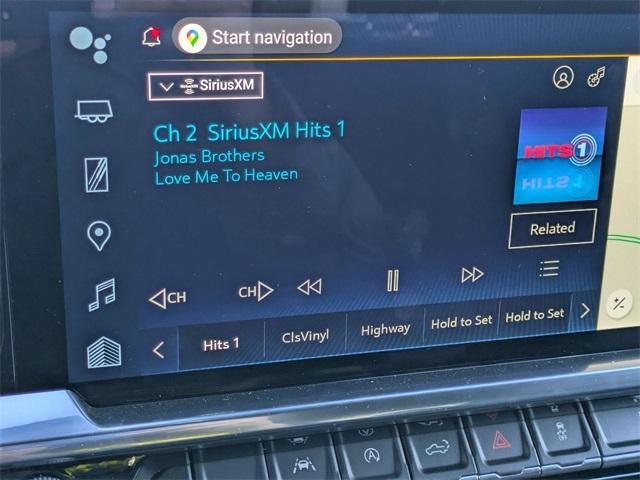 Start navigation
SiriusXM
Ch 2 SiriusXM Hits 1
Jonas Brothers
Love Me To Heaven
HITS 1
Related
CH
CH
Hits 1
ClsVinyl
Highway
Hold to Set
Hold to Set